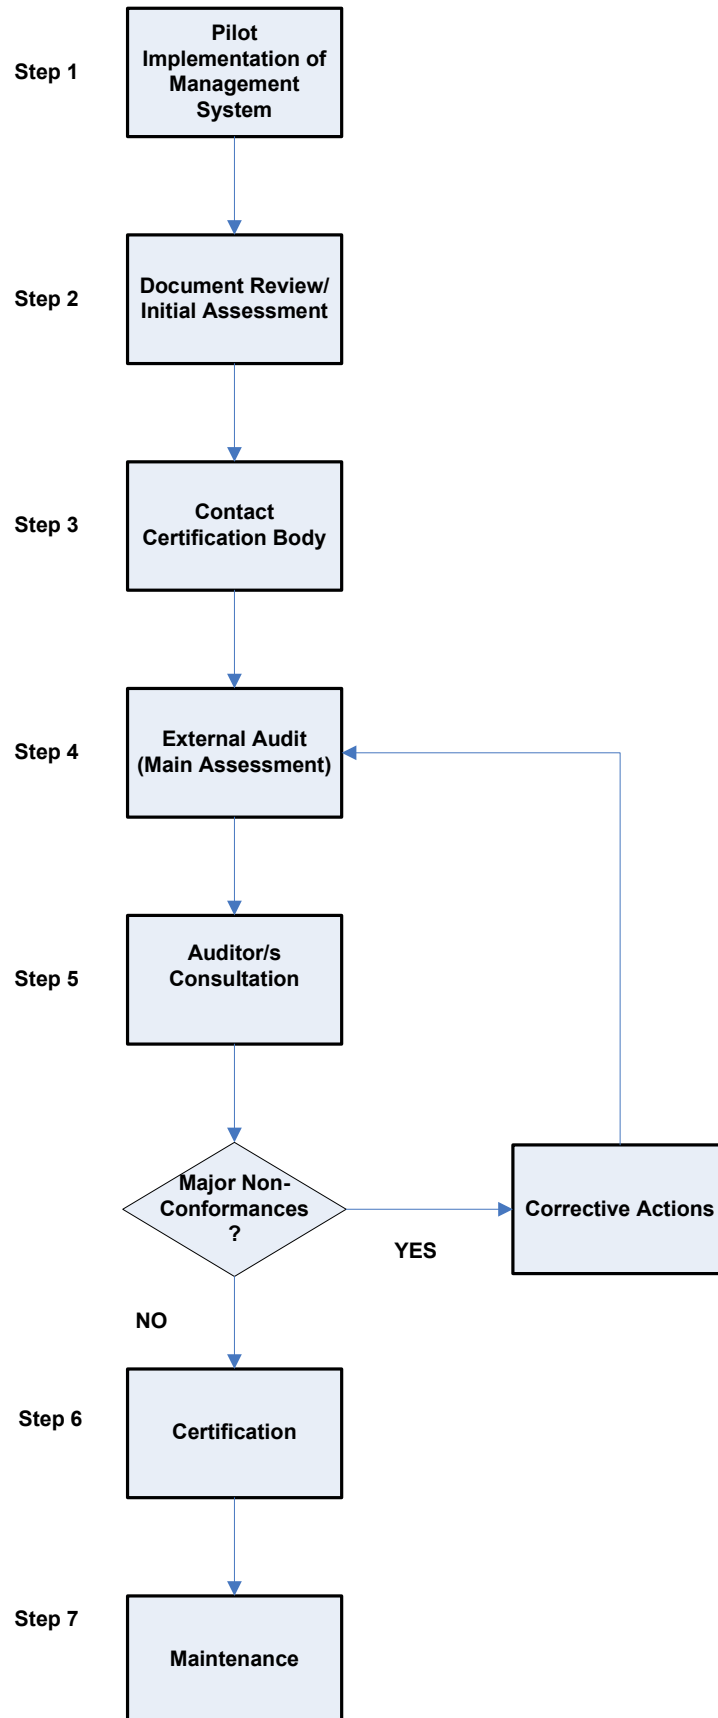 Step 1
Pilot
Implementation of
Management
System
Step 2
Document Review/
Initial Assessment
Step 3
Contact
Certification Body
Step 4
External Audit
(Main Assessment)
Step 5
Auditor/s
Consultation
Major Non-
Conformances
?
YES
Corrective Actions
NO
Step 6
Certification
Step 7
Maintenance